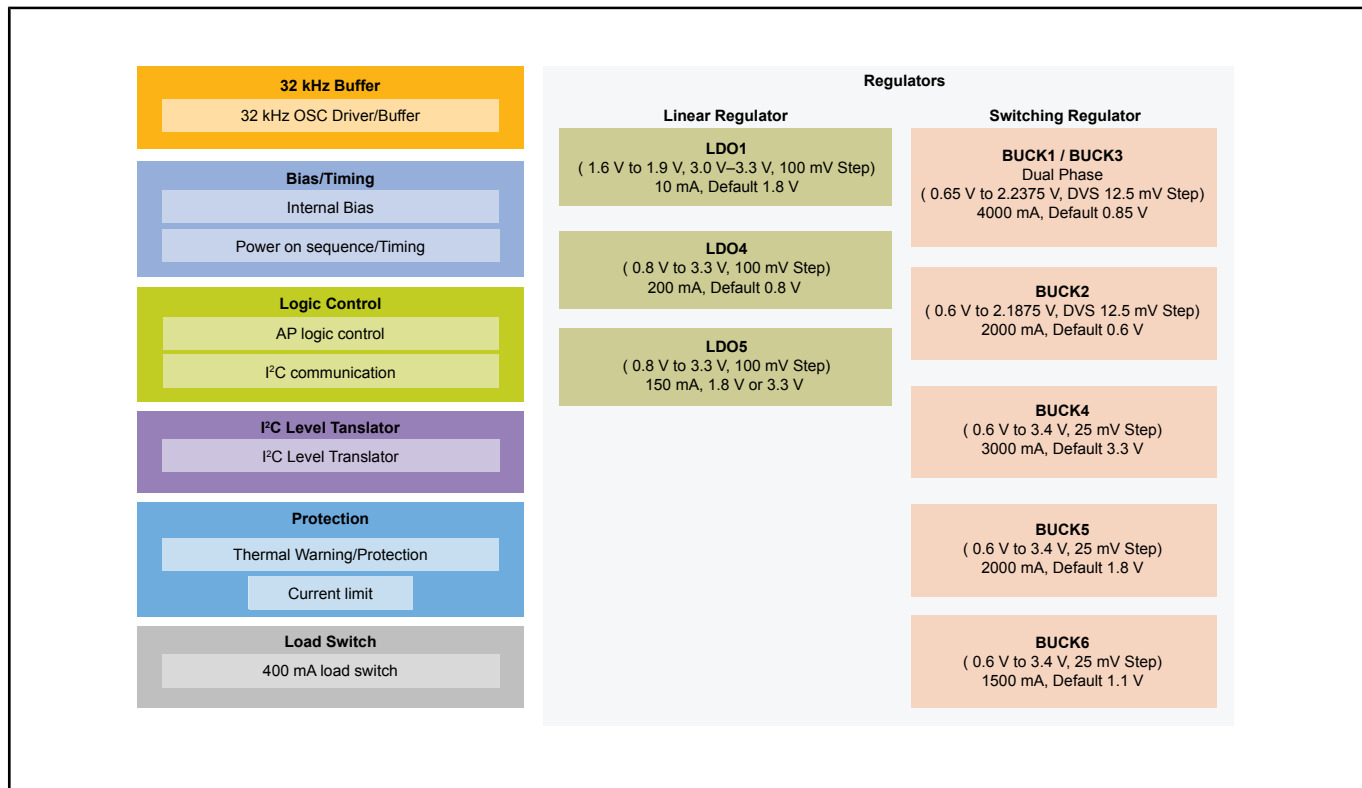 32 kHz Buffer
32 kHz OSC Driver/Buffer
Bias/Timing
Internal Bias
Power on sequence/Timing
Logic Control
AP logic control
I²C communication
I²C Level Tanslator
I²C Level Translator
Protection
Thermal Warning/Protection
Current limit
Load Switch
400 mA load switch
Regulators
Linear Regulator
LDO1
( 1.6 V to 1.9 V, 3.0 V–3.3 V, 100 mV Step)
10 mA, Default 1.8 V
LDO4
( 0.8 V to 3.3 V, 100 mV Step)
200 mA, Default 0.8 V
LDO5
( 0.8 V to 3.3 V, 100 mV Step)
150 mA, 1.8 V or 3.3 V
Switching Regulator
BUCK1 / BUCK3
Dual Phase
( 0.65 V to 2.2375 V, DVS 12.5 mV Step)
4000 mA, Default 0.85 V
BUCK2
( 0.6 V to 2.1875 V, DVS 12.5 mV Step)
2000 mA, Default 0.6 V
BUCK4
( 0.6 V to 3.4 V, 25 mV Step)
3000 mA, Default 3.3 V
BUCK5
( 0.6 V to 3.4 V, 25 mV Step)
2000 mA, Default 1.8 V
BUCK6
( 0.6 V to 3.4 V, 25 mV Step)
1500 mA, Default 1.1 V